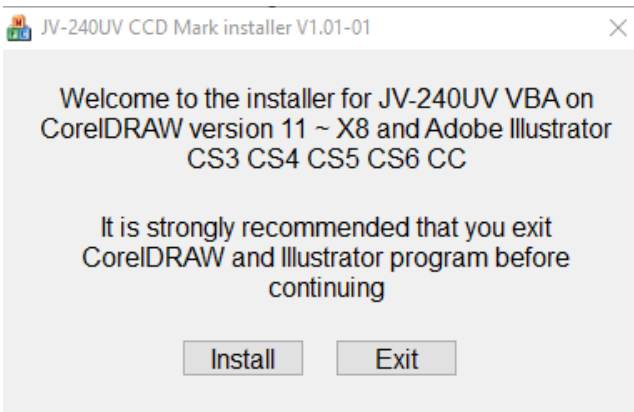 JV-240UV CCD Mark installer V1.01-01
Welcome to the installer for JV-240UV VBA on
CorelDRAW version 11 ~ X8 and Adobe Illustrator
CS3 CS4 CS5 CS6 CC
It is strongly recommended that you exit
CorelDRAW and Illustrator program before
continuing
Install Exit